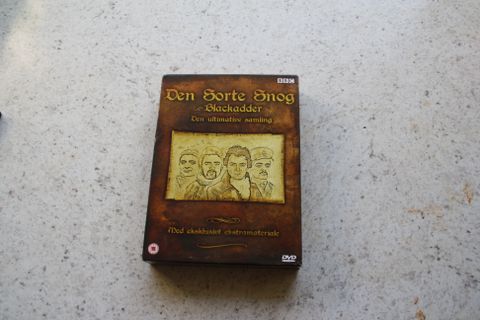 BBC
Den Sorte Snog
Blackadder
Den ultimative samling
Med eksklusivt ekstramateriale
15
DVD